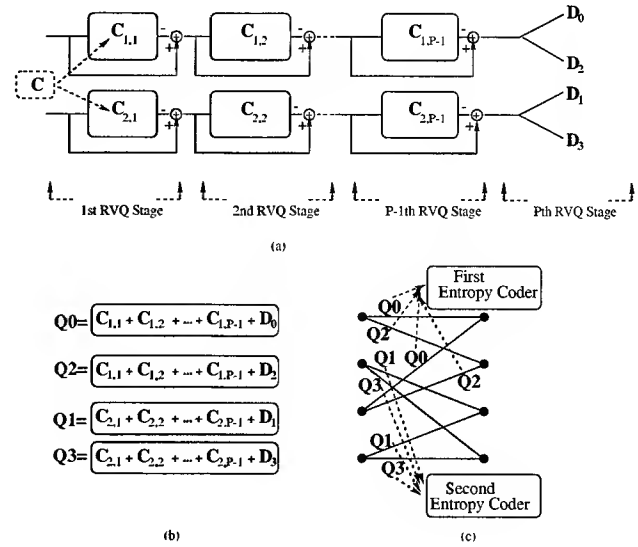 C
C1,1
C1,2
C1,P-1
D0
D2
C2,1
C2,2
C2,P-1
D1
D3
- + - + - +
- + - + - +
1st RVQ Stage 2nd RVQ Stage P-1th RVQ Stage Pth RVQ Stage
(a)
Q0= C1,1 + C1,2 + ... + C1,P-1 + D0
Q2= C1,1 + C1,2 + ... + C1,P-1 + D2
Q1= C2,1 + C2,2 + ... + C2,P-1 + D1
Q3= C2,1 + C2,2 + ... + C2,P-1 + D3
(b)
First
Entropy Coder
Q0
Q2
Q1 Q0
Q3 Q2
Q1
Q3
Second
Entropy Coder
(c)